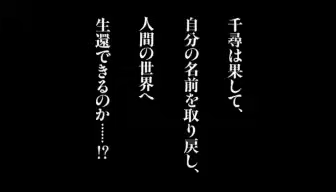 千尋は果して、
自分の名前を取り戻し、
人間の世界へ
生還できるのか……!?